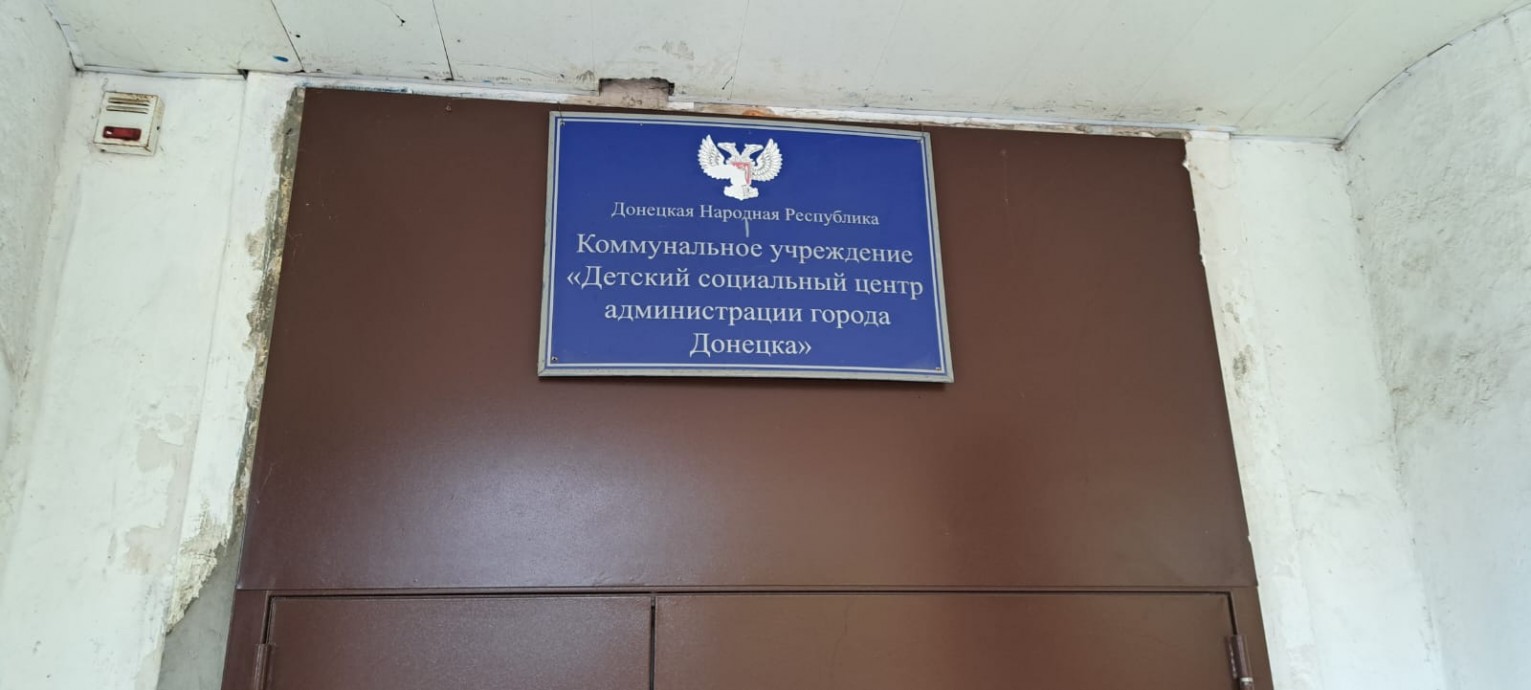 Донецкая Народная Республика
Коммунальное учреждение
«Детский социальный центр
администрации города
Донецка»